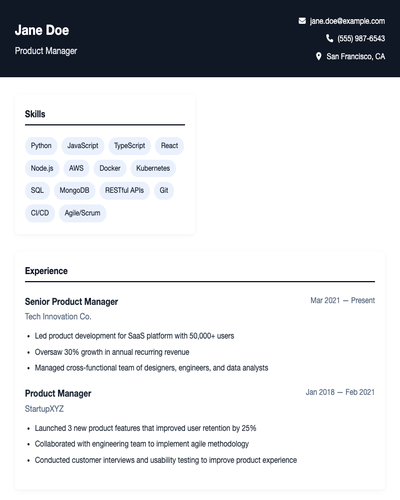 Jane Doe
Product Manager
jane.doe@example.com
(555) 987-6543
San Francisco, CA
Skills
Python JavaScript TypeScript React
Node.js AWS Docker Kubernetes
SQL MongoDB RESTful APIs Git
CI/CD Agile/Scrum
Experience
Senior Product Manager Mar 2021 — Present
Tech Innovation Co.
• Led product development for SaaS platform with 50,000+ users
• Oversaw 30% growth in annual recurring revenue
• Managed cross-functional team of designers, engineers, and data analysts
Product Manager Jan 2018 — Feb 2021
StartupXYZ
• Launched 3 new product features that improved user retention by 25%
• Collaborated with engineering team to implement agile methodology
• Conducted customer interviews and usability testing to improve product experience